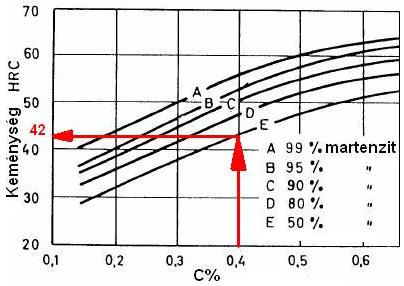 Keménység HRC
70
60
50
42
40
30
20
A
B
C
D
E
A 99 % martenzit
B 95 % "
C 90 % "
D 80 % "
E 50 % "
0,1 0,2 0,3 0,4 0,5 0,6
C%